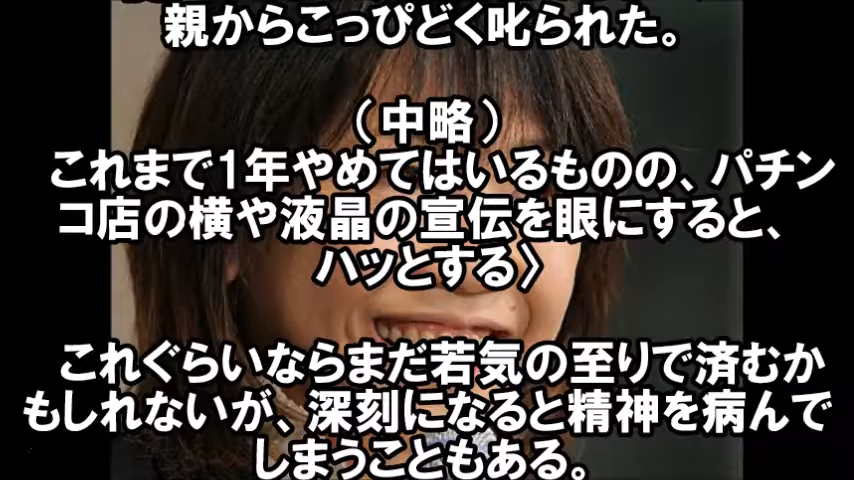 親からこっぴどく叱られた。
（中略）
これまで1年やめてはいるものの、パチン
コ店の横や液晶の宣伝を眼にすると、
ハッとする〉
これぐらいならまだ若気の至りで済むか
もしれないが、深刻になると精神を病んで
しまうこともある。